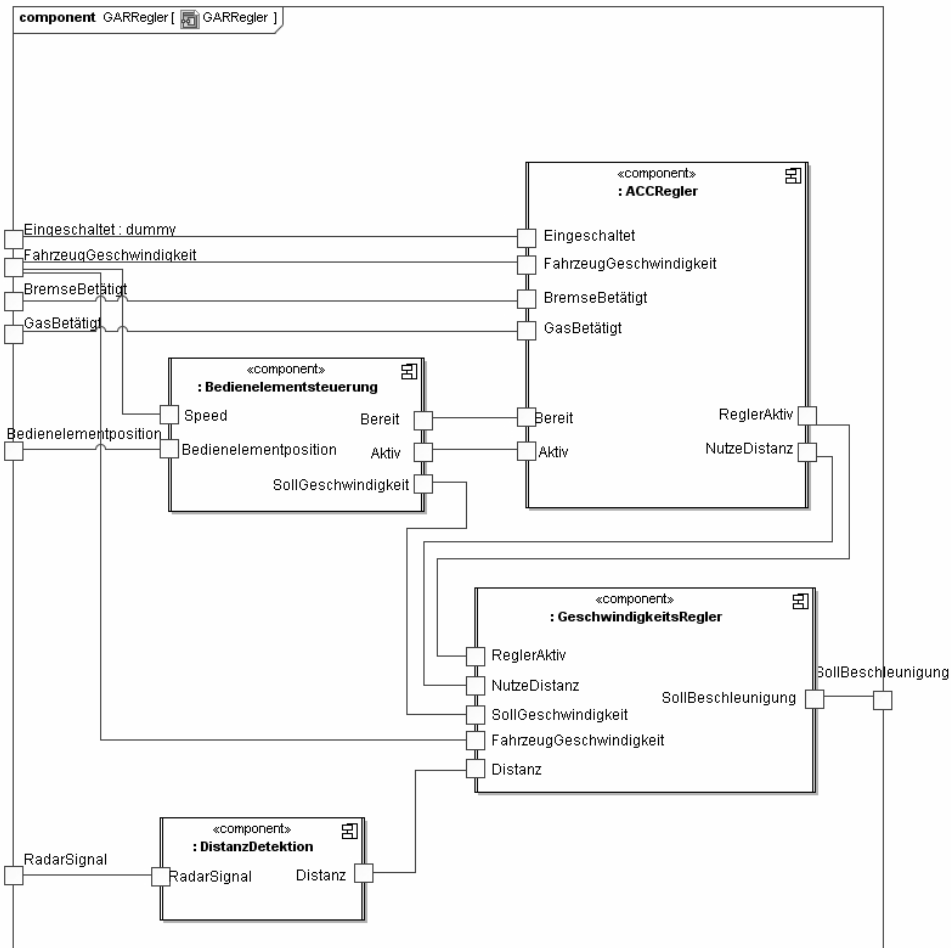 component GARRegler [ GARRegler ]
«component»
: ACCRegler
Eingeschaltet : dummy
Eingeschaltet
FahrzeugGeschwindigkeit
FahrzeugGeschwindigkeit
BremseBetätigt
BremseBetätigt
GasBetätigt
GasBetätigt
«component»
: Bedienelementsteuerung
Speed
Bereit
Bereit
ReglerAktiv
Bedienelementposition
Bedienelementposition
Aktiv
Aktiv
NutzeDistanz
SollGeschwindigkeit
«component»
: GeschwindigkeitsRegler
ReglerAktiv
NutzeDistanz
SollBeschleunigung
SollBeschleunigung
SollGeschwindigkeit
FahrzeugGeschwindigkeit
Distanz
«component»
: DistanzDetektion
RadarSignal
RadarSignal
Distanz